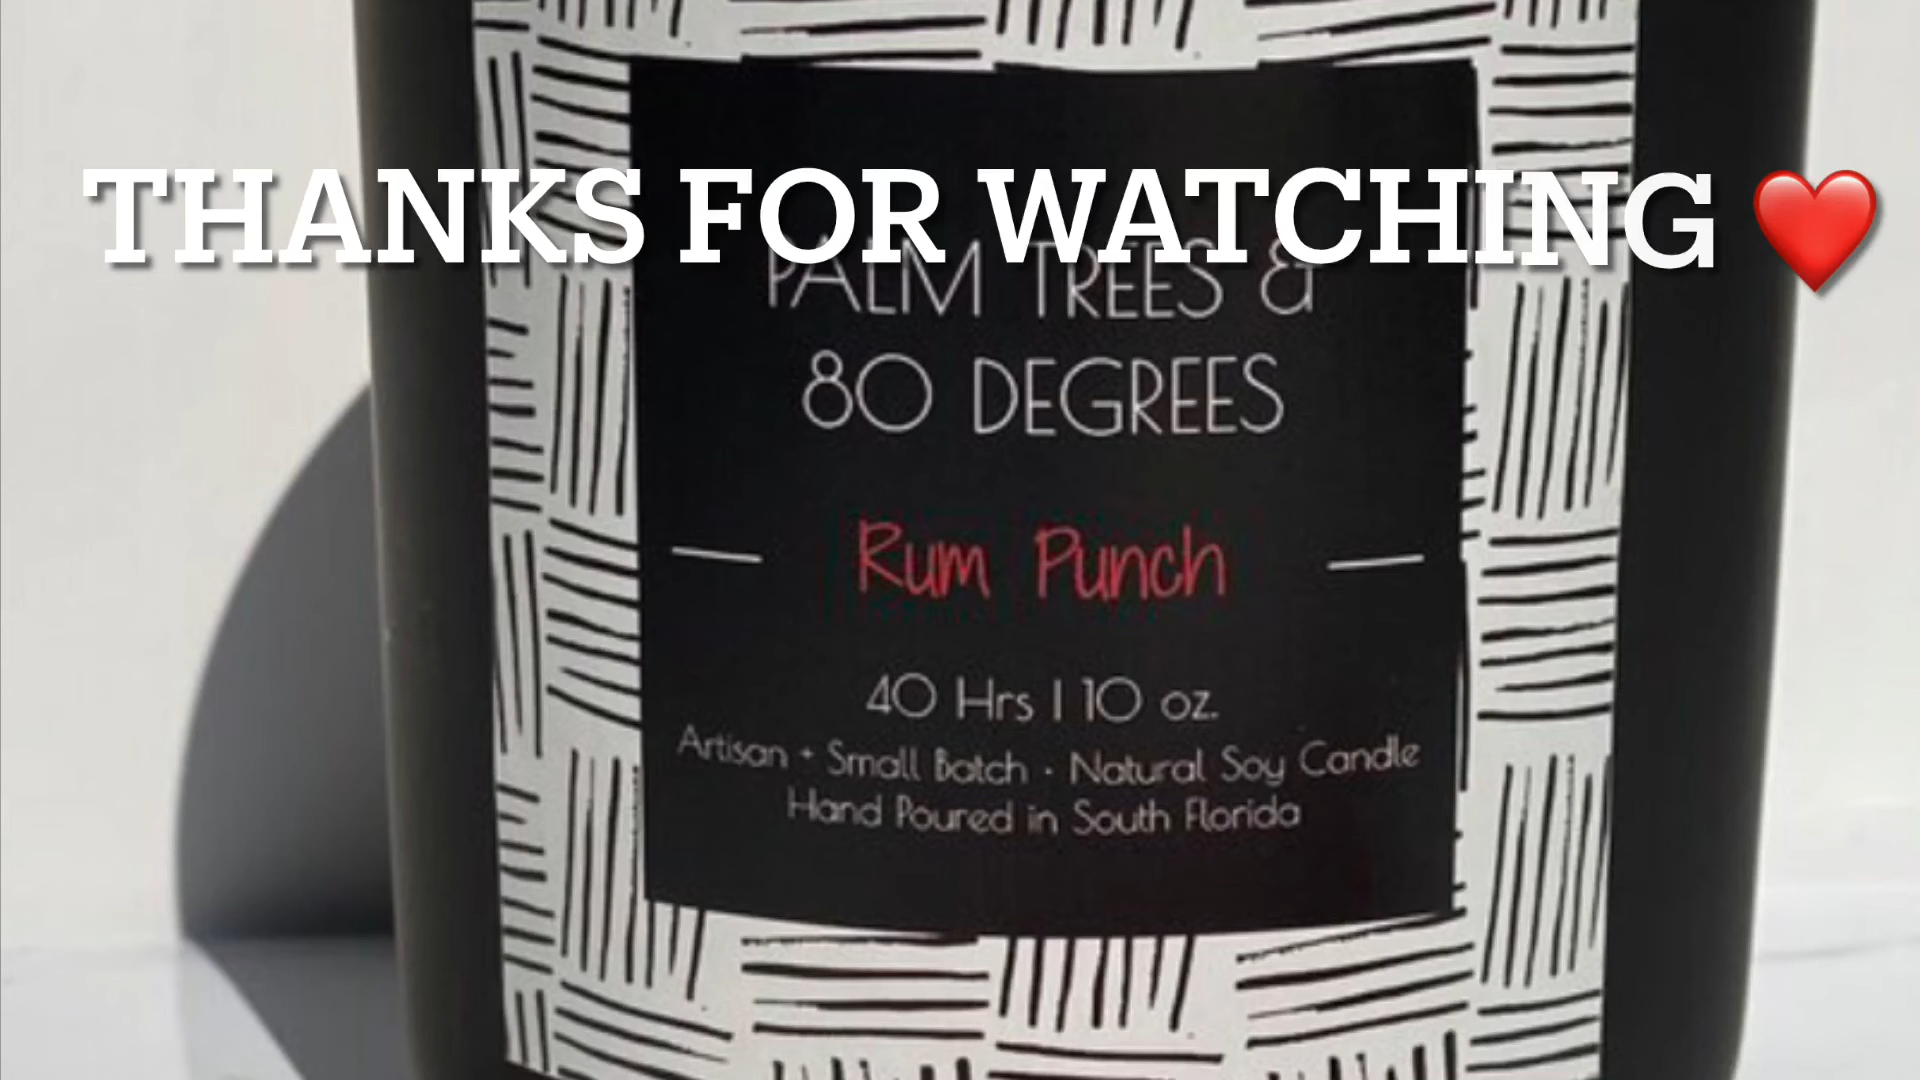 THANKS FOR WATCHING ❤️
PALM TREES &
80 DEGREES
Rum Punch
40 Hrs | 10 oz.
Artisan + Small Batch · Natural Soy Candle
Hand Poured in South Florida